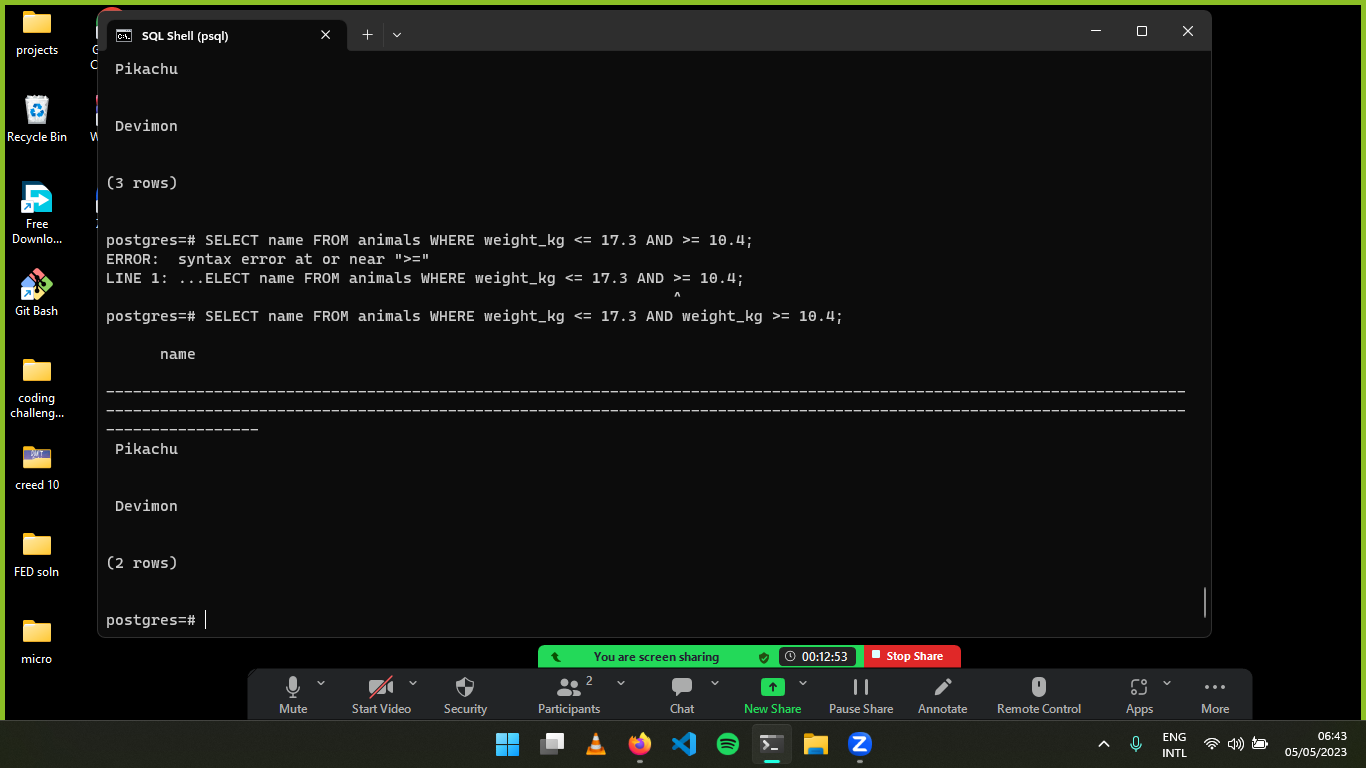 projects
Recycle Bin
Free
Downlo...
Git Bash
coding
challeng...
creed 10
FED soln
micro
SQL Shell (psql)
Pikachu
Devimon
(3 rows)
postgres=# SELECT name FROM animals WHERE weight_kg <= 17.3 AND >= 10.4;
ERROR:  syntax error at or near ">="
LINE 1: ...ELECT name FROM animals WHERE weight_kg <= 17.3 AND >= 10.4;
^
postgres=# SELECT name FROM animals WHERE weight_kg <= 17.3 AND weight_kg >= 10.4;
name
Pikachu
Devimon
(2 rows)
postgres=#
You are screen sharing
00:12:53
Stop Share
Mute
Start Video
Security
Participants
2
Chat
New Share
Pause Share
Annotate
Remote Control
Apps
More
ENG
INTL
06:43
05/05/2023